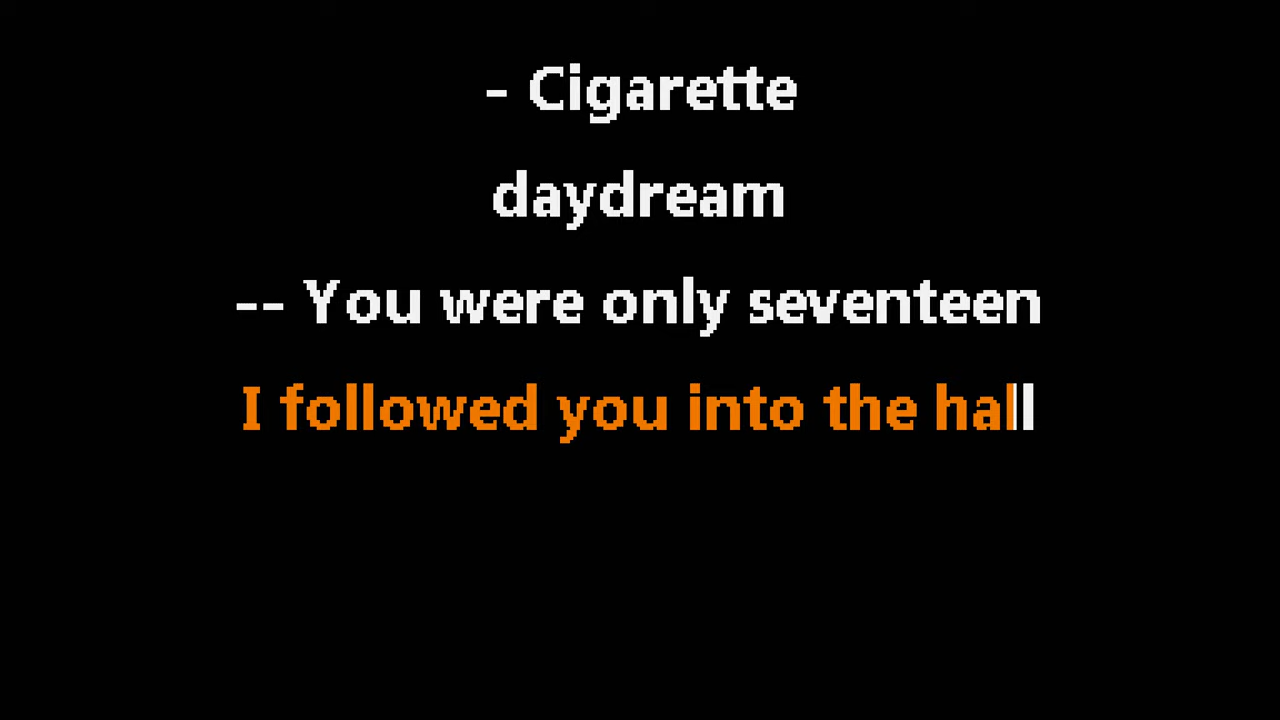 - Cigarette
daydream
-- You were only seventeen
I followed you into the hall